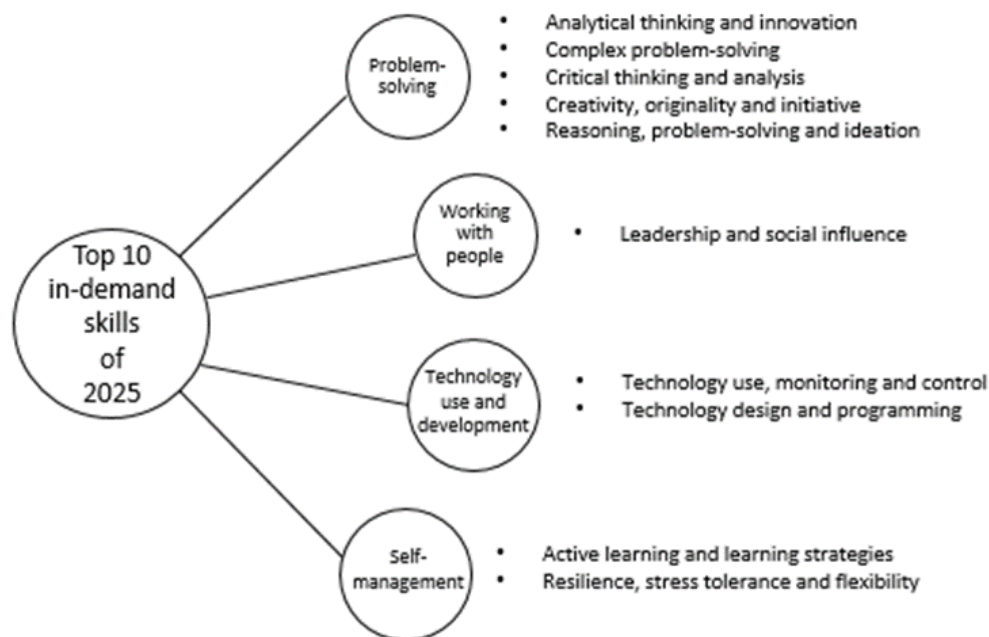 Top 10
in-demand
skills
of
2025
Problem-
solving
• Analytical thinking and innovation
• Complex problem-solving
• Critical thinking and analysis
• Creativity, originality and initiative
• Reasoning, problem-solving and ideation
Working
with
people
• Leadership and social influence
Technology
use and
development
• Technology use, monitoring and control
• Technology design and programming
Self-
management
• Active learning and learning strategies
• Resilience, stress tolerance and flexibility